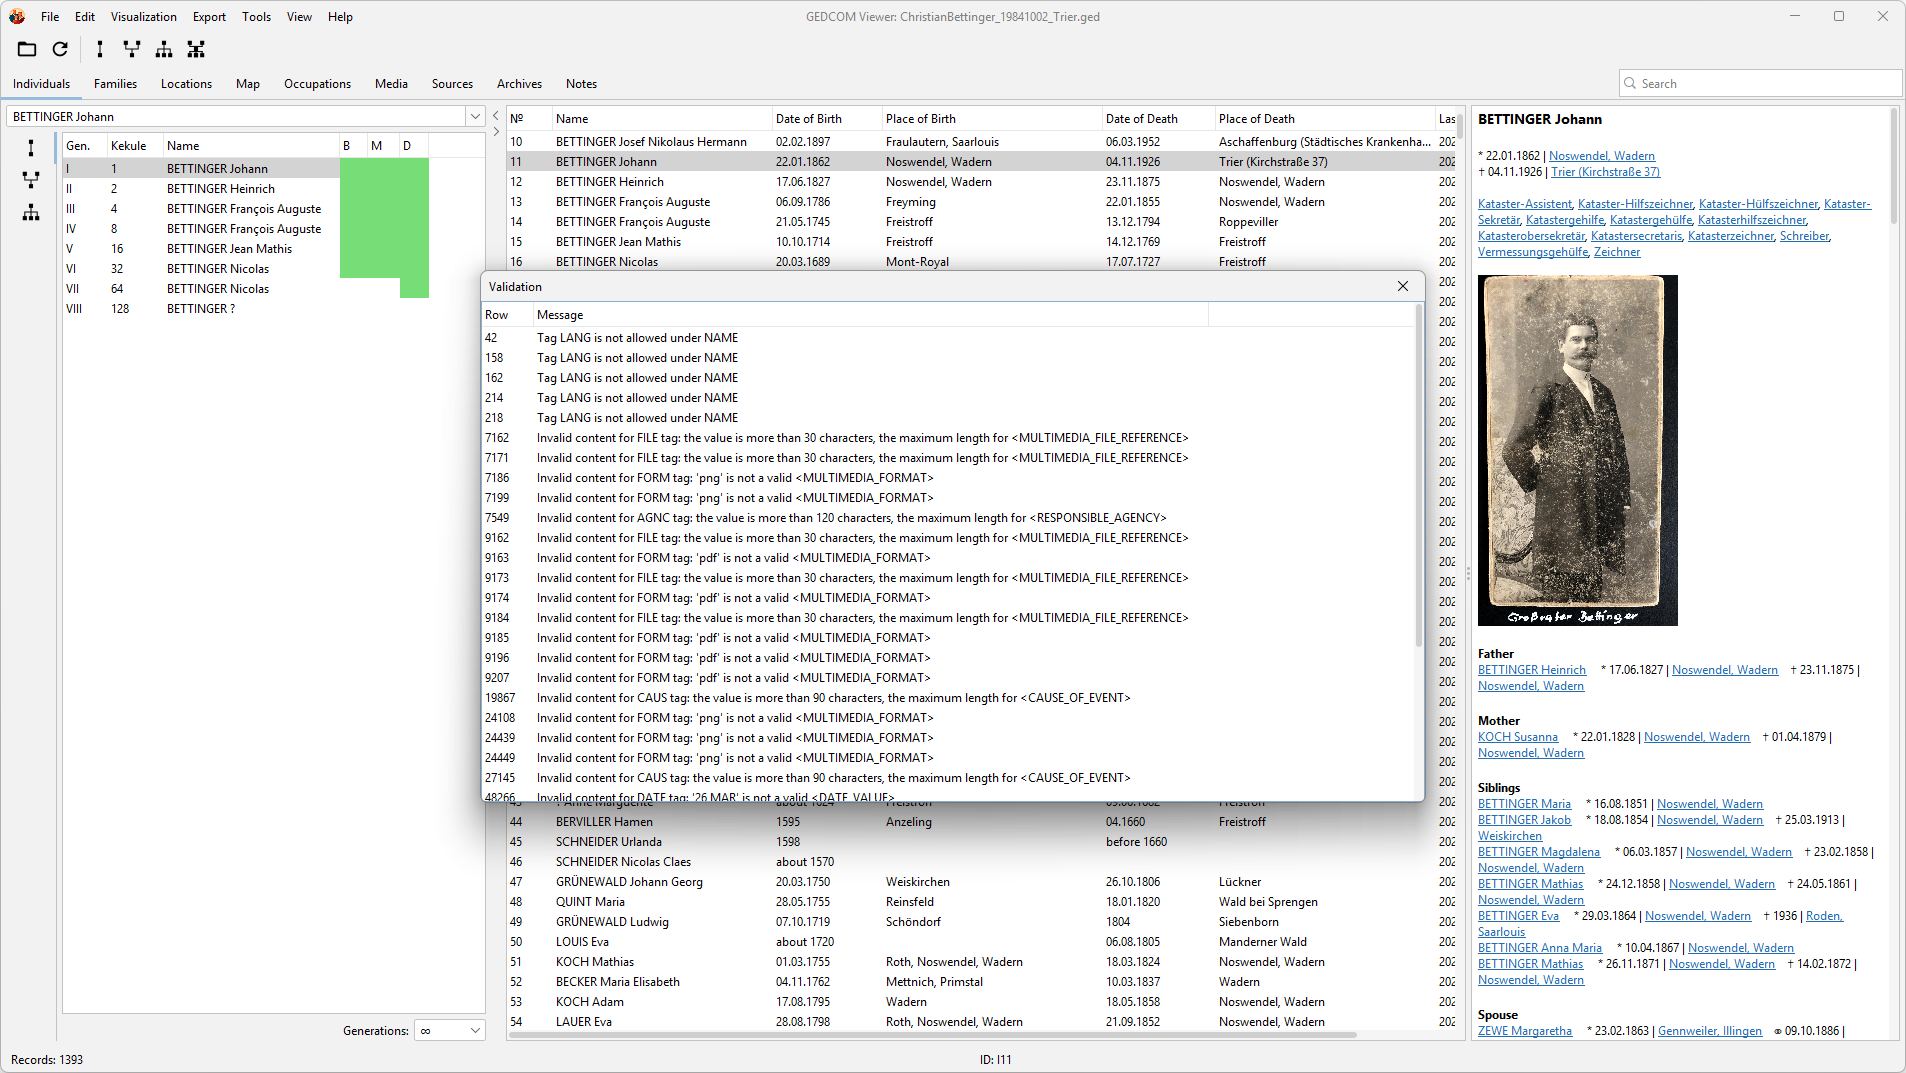 File Edit Visualization Export Tools View Help
GEDCOM Viewer: ChristianBettinger_19841002_Trier.ged
Individuals Families Locations Map Occupations Media Sources Archives Notes
Search
BETTINGER Johann
Gen. Kekule Name B M D
I 1 BETTINGER Johann
II 2 BETTINGER Heinrich
III 4 BETTINGER François Auguste
IV 8 BETTINGER François Auguste
V 16 BETTINGER Jean Mathis
VI 32 BETTINGER Nicolas
VII 64 BETTINGER Nicolas
VIII 128 BETTINGER ?
Generations: ∞
№ Name Date of Birth Place of Birth Date of Death Place of Death Las
10 BETTINGER Josef Nikolaus Hermann 02.02.1897 Fraulautern, Saarlouis 06.03.1952 Aschaffenburg (Städtisches Krankenha... 202
11 BETTINGER Johann 22.01.1862 Noswendel, Wadern 04.11.1926 Trier (Kirchstraße 37) 202
12 BETTINGER Heinrich 17.06.1827 Noswendel, Wadern 23.11.1875 Noswendel, Wadern 202
13 BETTINGER François Auguste 06.09.1786 Freyming 22.01.1855 Noswendel, Wadern 202
14 BETTINGER François Auguste 21.05.1745 Freistroff 13.12.1794 Roppeviller 202
15 BETTINGER Jean Mathis 10.10.1714 Freistroff 14.12.1769 Freistroff 202
16 BETTINGER Nicolas 20.03.1689 Mont-Royal 17.07.1727 Freistroff 202
Validation
Row Message
42 Tag LANG is not allowed under NAME
158 Tag LANG is not allowed under NAME
162 Tag LANG is not allowed under NAME
214 Tag LANG is not allowed under NAME
218 Tag LANG is not allowed under NAME
7162 Invalid content for FILE tag: the value is more than 30 characters, the maximum length for <MULTIMEDIA_FILE_REFERENCE>
7171 Invalid content for FILE tag: the value is more than 30 characters, the maximum length for <MULTIMEDIA_FILE_REFERENCE>
7186 Invalid content for FORM tag: 'png' is not a valid <MULTIMEDIA_FORMAT>
7199 Invalid content for FORM tag: 'png' is not a valid <MULTIMEDIA_FORMAT>
7549 Invalid content for AGNC tag: the value is more than 120 characters, the maximum length for <RESPONSIBLE_AGENCY>
9162 Invalid content for FILE tag: the value is more than 30 characters, the maximum length for <MULTIMEDIA_FILE_REFERENCE>
9163 Invalid content for FORM tag: 'pdf' is not a valid <MULTIMEDIA_FORMAT>
9173 Invalid content for FILE tag: the value is more than 30 characters, the maximum length for <MULTIMEDIA_FILE_REFERENCE>
9174 Invalid content for FORM tag: 'pdf' is not a valid <MULTIMEDIA_FORMAT>
9184 Invalid content for FILE tag: the value is more than 30 characters, the maximum length for <MULTIMEDIA_FILE_REFERENCE>
9185 Invalid content for FORM tag: 'pdf' is not a valid <MULTIMEDIA_FORMAT>
9196 Invalid content for FORM tag: 'pdf' is not a valid <MULTIMEDIA_FORMAT>
9207 Invalid content for FORM tag: 'pdf' is not a valid <MULTIMEDIA_FORMAT>
19867 Invalid content for CAUS tag: the value is more than 90 characters, the maximum length for <CAUSE_OF_EVENT>
24108 Invalid content for FORM tag: 'png' is not a valid <MULTIMEDIA_FORMAT>
24439 Invalid content for FORM tag: 'png' is not a valid <MULTIMEDIA_FORMAT>
24449 Invalid content for FORM tag: 'png' is not a valid <MULTIMEDIA_FORMAT>
27145 Invalid content for CAUS tag: the value is more than 90 characters, the maximum length for <CAUSE_OF_EVENT>
48266 Invalid content for DATE tag: '26 MAR' is not a valid <DATE_VALUE>
44 BERVILLER Hamen 1595 Anzeling 04.1660 Freistroff 202
45 SCHNEIDER Urlanda 1598 before 1660 202
46 SCHNEIDER Nicolas Claes about 1570 202
47 GRÜNEWALD Johann Georg 20.03.1750 Weiskirchen 26.10.1806 Lückner 202
48 QUINT Maria 28.05.1755 Reinsfeld 18.01.1820 Wald bei Sprengen 202
49 GRÜNEWALD Ludwig 07.10.1719 Schöndorf 1804 Siebenborn 202
50 LOUIS Eva about 1720 06.08.1805 Manderner Wald 202
51 KOCH Mathias 01.03.1755 Roth, Noswendel, Wadern 18.03.1824 Noswendel, Wadern 202
52 BECKER Maria Elisabeth 04.11.1762 Mettnich, Primstal 10.03.1837 Wadern 202
53 KOCH Adam 17.08.1795 Wadern 18.05.1858 Noswendel, Wadern 202
54 LAUER Eva 28.08.1798 Roth, Noswendel, Wadern 21.09.1852 Noswendel, Wadern 202
BETTINGER Johann
* 22.01.1862 | Noswendel, Wadern
† 04.11.1926 | Trier (Kirchstraße 37)
Kataster-Assistent, Kataster-Hilfszeichner, Kataster-Hülfszeichner, Kataster-
Sekretär, Katastergehilfe, Katastergehülfe, Katasterhilfszeichner,
Katasterobersekretär, Katastersecretaris, Katasterzeichner, Schreiber,
Vermessungsgehülfe, Zeichner
Großvater Bettinger
Father
BETTINGER Heinrich * 17.06.1827 | Noswendel, Wadern † 23.11.1875 |
Noswendel, Wadern
Mother
KOCH Susanna * 22.01.1828 | Noswendel, Wadern † 01.04.1879 |
Noswendel, Wadern
Siblings
BETTINGER Maria * 16.08.1851 | Noswendel, Wadern
BETTINGER Jakob * 18.08.1854 | Noswendel, Wadern † 25.03.1913 |
Weiskirchen
BETTINGER Magdalena * 06.03.1857 | Noswendel, Wadern † 23.02.1858 |
Noswendel, Wadern
BETTINGER Mathias * 24.12.1858 | Noswendel, Wadern † 24.05.1861 |
Noswendel, Wadern
BETTINGER Eva * 29.03.1864 | Noswendel, Wadern † 1936 | Roden,
Saarlouis
BETTINGER Anna Maria * 10.04.1867 | Noswendel, Wadern
BETTINGER Mathias * 26.11.1871 | Noswendel, Wadern † 14.02.1872 |
Noswendel, Wadern
Spouse
ZEWE Margaretha * 23.02.1863 | Gennweiler, Illingen ⚭ 09.10.1886 |
Records: 1393
ID: I11